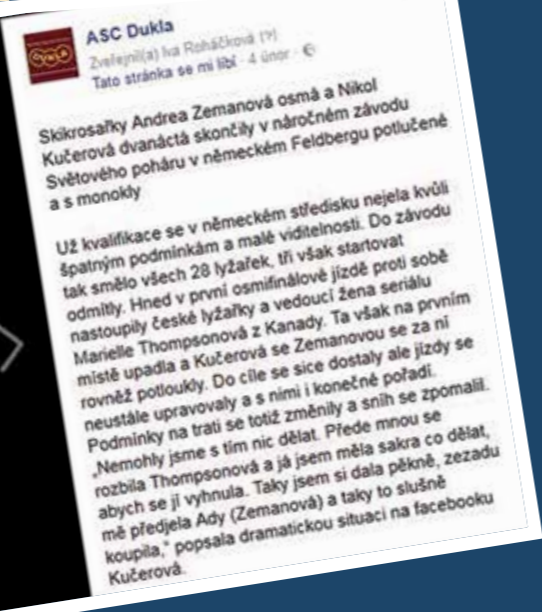 ASC Dukla
Zveřejnil(a) Iva Roháčková (?)
Tato stránka se mi líbí · 4 únor ·
DUKLA
Skikrosařky Andrea Zemanová osmá a Nikol
Kučerová dvanáctá skončily v náročném závodu
Světového poháru v německém Feldbergu potlučené
a s monokly
Už kvalifikace se v německém středisku nejela kvůli
špatným podmínkám a malé viditelnosti. Do závodu
tak smělo všech 28 lyžařek, tři však startovat
odmítly. Hned v první osmifinálové jízdě proti sobě
nastoupily české lyžařky a vedoucí žena seriálu
Marielle Thompsonová z Kanady. Ta však na prvním
místě upadla a Kučerová se Zemanovou se za ní
rovněž potloukly. Do cíle se sice dostaly ale jízdy se
neustále upravovaly a s nimi i konečné pořadí.
Podmínky na trati se totiž změnily a sníh se zpomalil.
„Nemohly jsme s tím nic dělat. Přede mnou se
rozbila Thompsonová a já jsem měla sakra co dělat,
abych se jí vyhnula. Taky jsem si dala pěkně, zezadu
mě předjela Ady (Zemanová) a taky to slušně
koupila,“ popsala dramatickou situaci na facebooku
Kučerová.